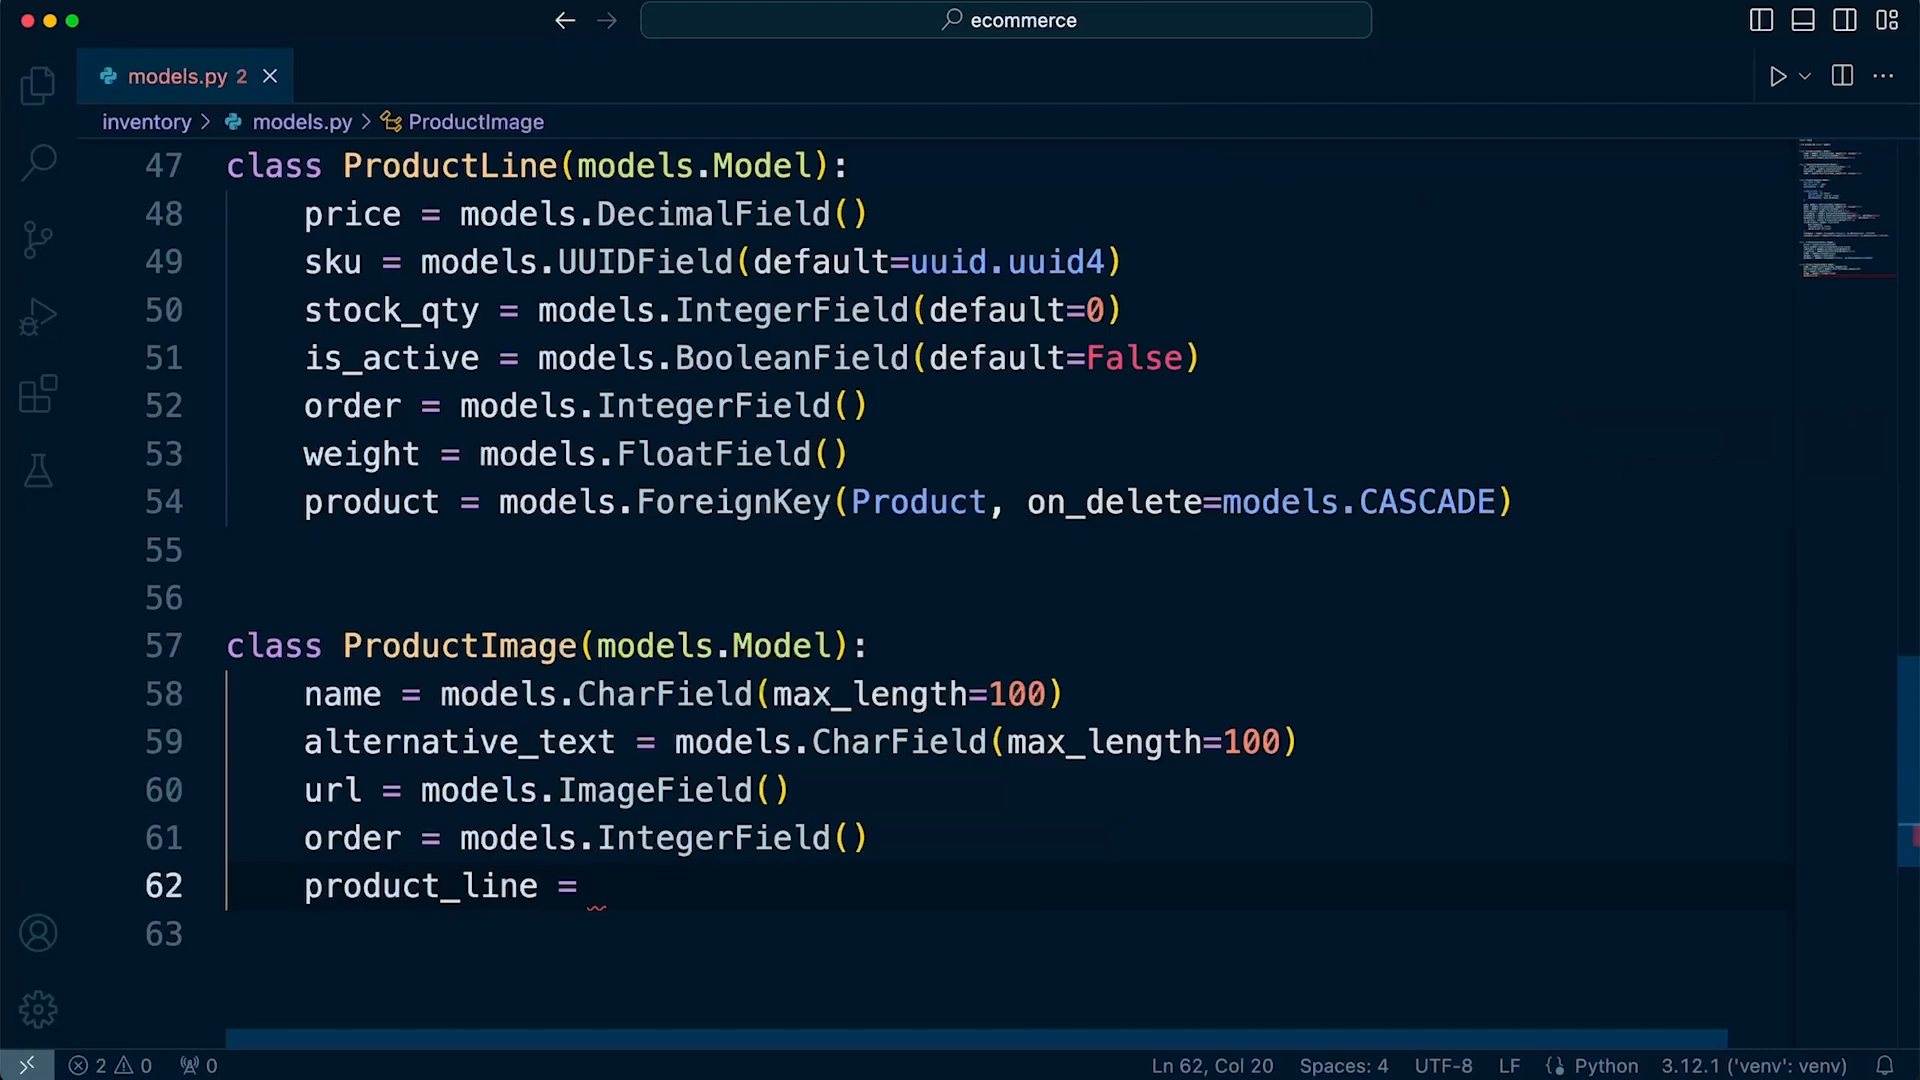 ecommerce
models.py 2
inventory > models.py > ProductImage
47 class ProductLine(models.Model):
48 price = models.DecimalField()
49 sku = models.UUIDField(default=uuid.uuid4)
50 stock_qty = models.IntegerField(default=0)
51 is_active = models.BooleanField(default=False)
52 order = models.IntegerField()
53 weight = models.FloatField()
54 product = models.ForeignKey(Product, on_delete=models.CASCADE)
55
56
57 class ProductImage(models.Model):
58 name = models.CharField(max_length=100)
59 alternative_text = models.CharField(max_length=100)
60 url = models.ImageField()
61 order = models.IntegerField()
62 product_line =
63
2 0 0 Ln 62, Col 20 Spaces: 4 UTF-8 LF Python 3.12.1 ('venv': venv)